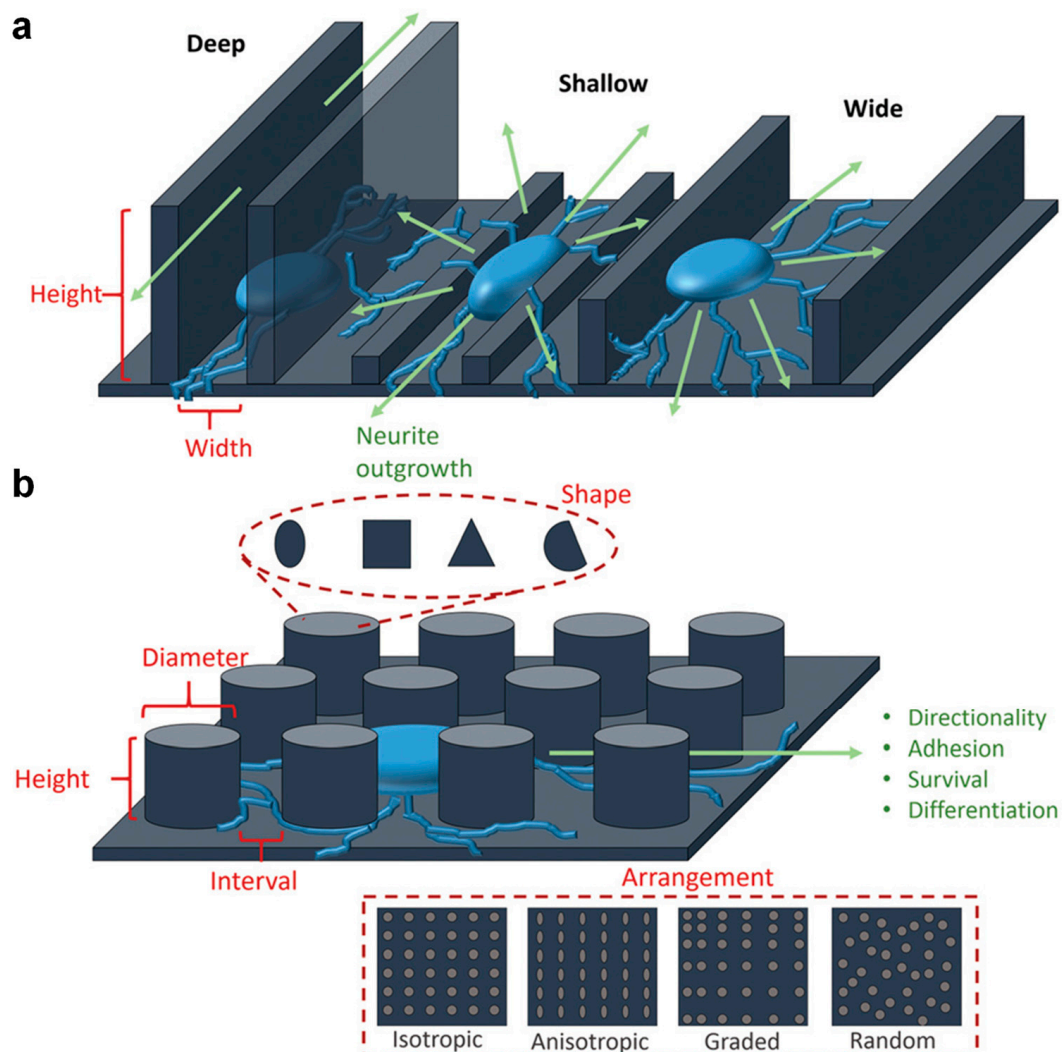 a
Deep
Shallow
Wide
Height
Width
Neurite
outgrowth
b
Shape
Diameter
Height
Interval
• Directionality
• Adhesion
• Survival
• Differentiation
Arrangement
Isotropic
Anisotropic
Graded
Random